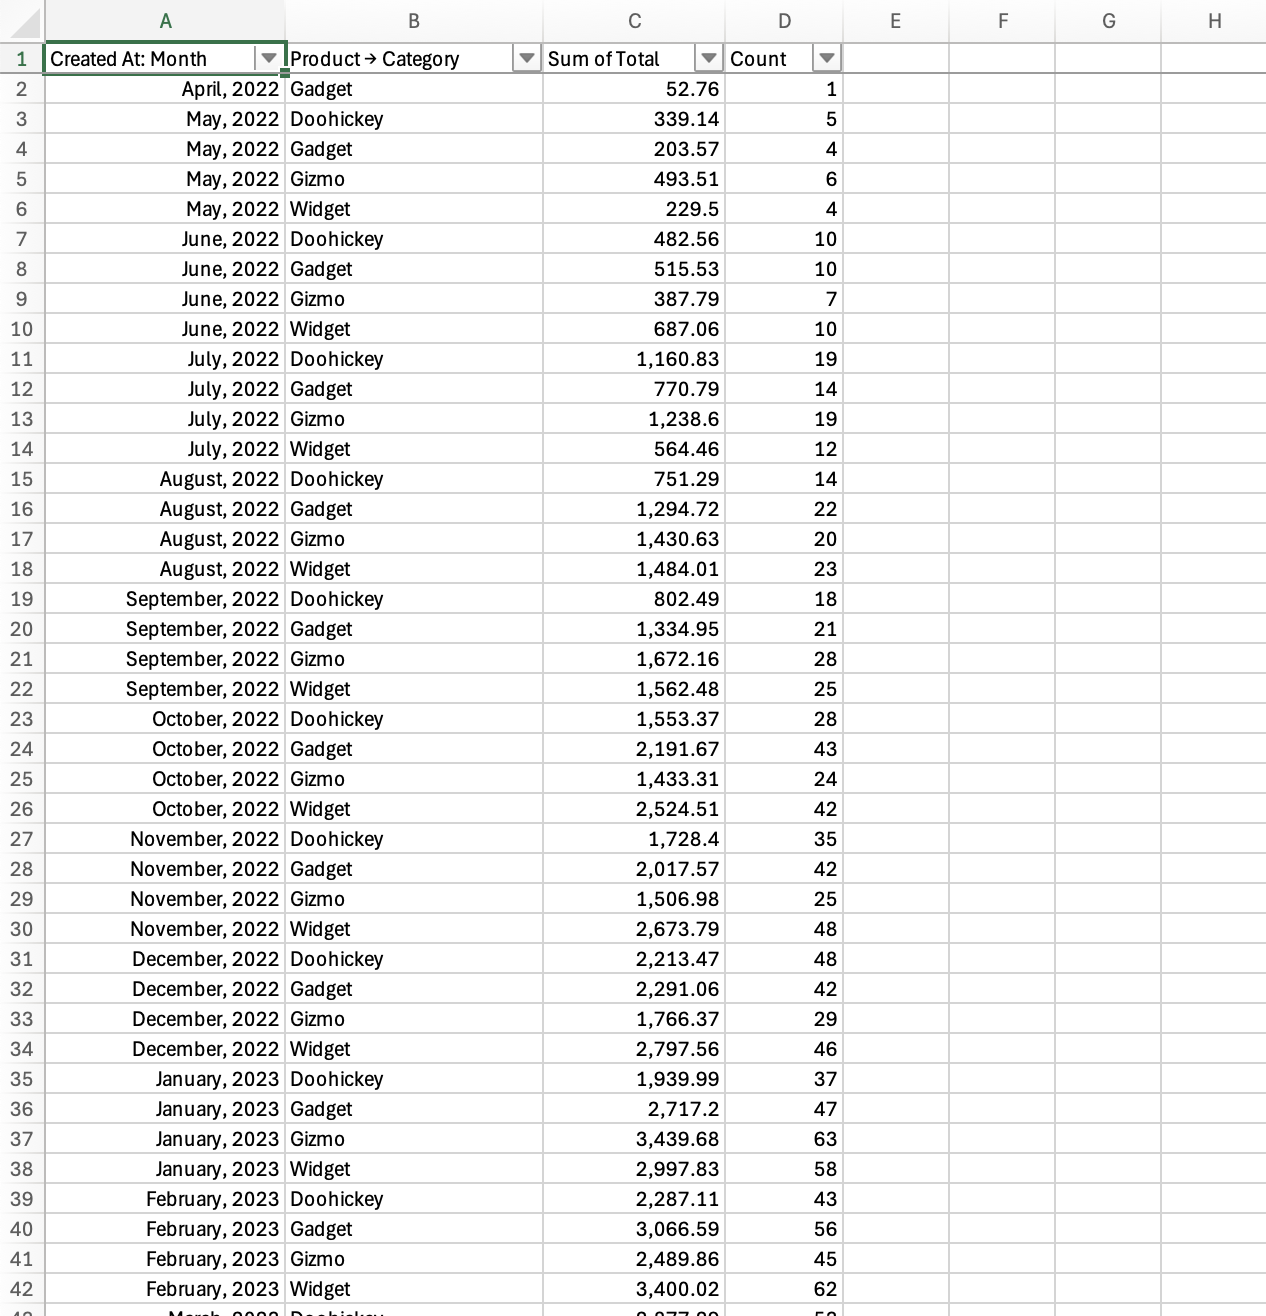 A B C D E F G H
1 Created At: Month Product → Category Sum of Total Count
2 April, 2022 Gadget 52.76 1
3 May, 2022 Doohickey 339.14 5
4 May, 2022 Gadget 203.57 4
5 May, 2022 Gizmo 493.51 6
6 May, 2022 Widget 229.5 4
7 June, 2022 Doohickey 482.56 10
8 June, 2022 Gadget 515.53 10
9 June, 2022 Gizmo 387.79 7
10 June, 2022 Widget 687.06 10
11 July, 2022 Doohickey 1,160.83 19
12 July, 2022 Gadget 770.79 14
13 July, 2022 Gizmo 1,238.6 19
14 July, 2022 Widget 564.46 12
15 August, 2022 Doohickey 751.29 14
16 August, 2022 Gadget 1,294.72 22
17 August, 2022 Gizmo 1,430.63 20
18 August, 2022 Widget 1,484.01 23
19 September, 2022 Doohickey 802.49 18
20 September, 2022 Gadget 1,334.95 21
21 September, 2022 Gizmo 1,672.16 28
22 September, 2022 Widget 1,562.48 25
23 October, 2022 Doohickey 1,553.37 28
24 October, 2022 Gadget 2,191.67 43
25 October, 2022 Gizmo 1,433.31 24
26 October, 2022 Widget 2,524.51 42
27 November, 2022 Doohickey 1,728.4 35
28 November, 2022 Gadget 2,017.57 42
29 November, 2022 Gizmo 1,506.98 25
30 November, 2022 Widget 2,673.79 48
31 December, 2022 Doohickey 2,213.47 48
32 December, 2022 Gadget 2,291.06 42
33 December, 2022 Gizmo 1,766.37 29
34 December, 2022 Widget 2,797.56 46
35 January, 2023 Doohickey 1,939.99 37
36 January, 2023 Gadget 2,717.2 47
37 January, 2023 Gizmo 3,439.68 63
38 January, 2023 Widget 2,997.83 58
39 February, 2023 Doohickey 2,287.11 43
40 February, 2023 Gadget 3,066.59 56
41 February, 2023 Gizmo 2,489.86 45
42 February, 2023 Widget 3,400.02 62